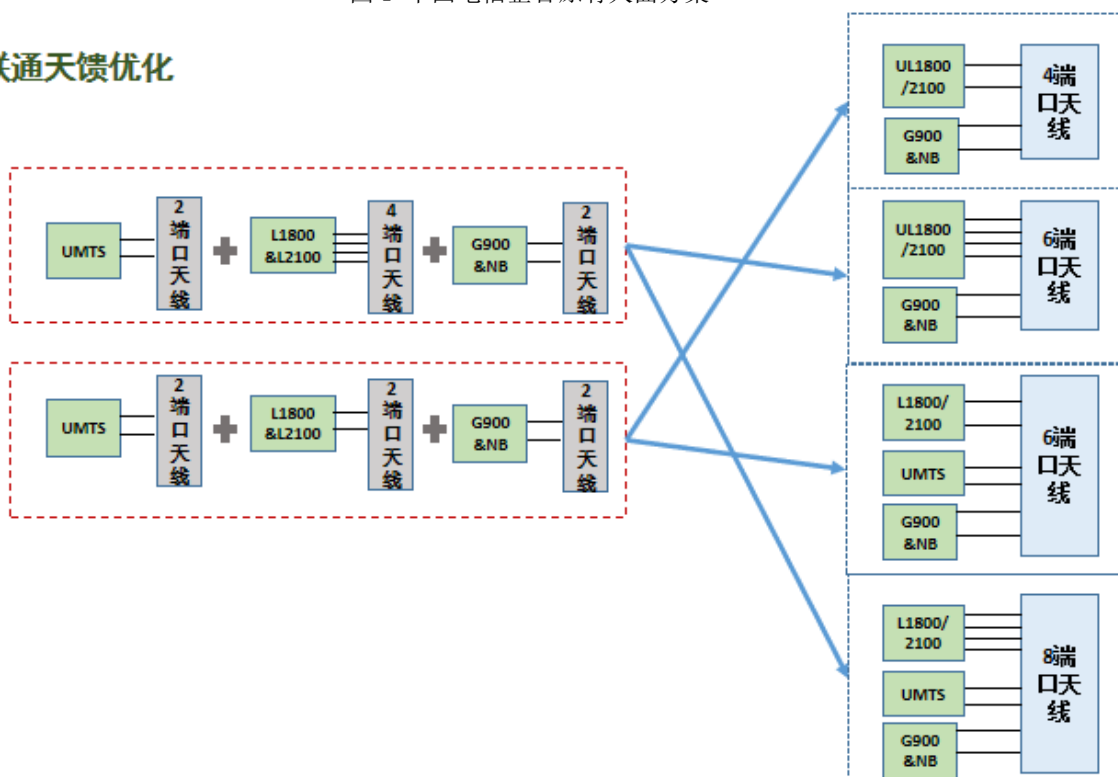 联通天馈优化
UMTS
2端口天线
L1800
&L2100
4端口天线
G900
&NB
2端口天线
UMTS
2端口天线
L1800
&L2100
2端口天线
G900
&NB
2端口天线
UL1800
/2100
G900
&NB
4端
口天
线
UL1800
/2100
G900
&NB
6端
口天
线
L1800/
2100
UMTS
G900
&NB
6端
口天
线
L1800/
2100
UMTS
G900
&NB
8端
口天
线